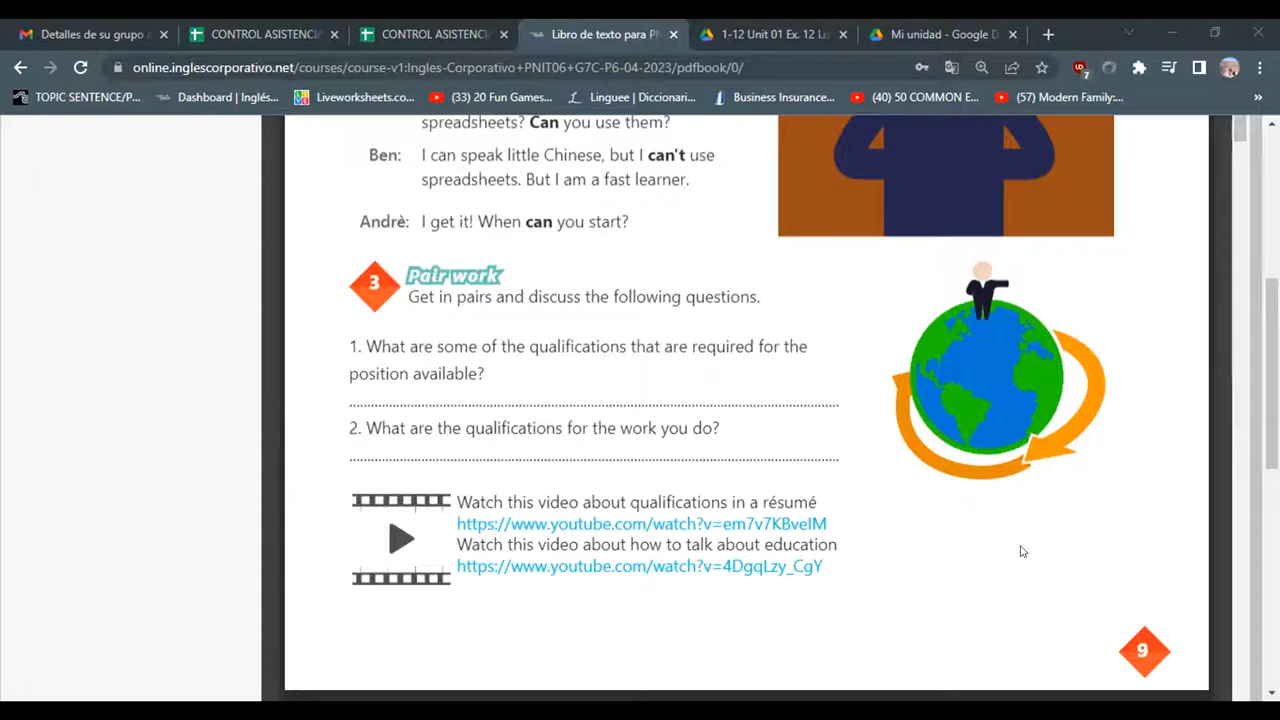 Detalles de su grupo
CONTROL ASISTENCIA
CONTROL ASISTENCIA
Libro de texto para PN
1-12 Unit 01 Ex. 12 Li
Mi unidad - Google D
online.inglescorporativo.net/courses/course-v1:Ingles-Corporativo+PNIT06+G7C-P6-04-2023/pdfbook/0/
7
TOPIC SENTENCE/P...
Dashboard | Inglés...
Liveworksheets.co...
(33) 20 Fun Games...
Linguee | Diccionari...
Business Insurance...
(40) 50 COMMON E...
(57) Modern Family:...
»
spreadsheets? Can you use them?
Ben: I can speak little Chinese, but I can't use
spreadsheets. But I am a fast learner.
Andrè: I get it! When can you start?
3
Pair work
Get in pairs and discuss the following questions.
1. What are some of the qualifications that are required for the
position available?
2. What are the qualifications for the work you do?
Watch this video about qualifications in a résumé
https://www.youtube.com/watch?v=em7v7KBveIM
Watch this video about how to talk about education
https://www.youtube.com/watch?v=4DgqLzy_CgY
9